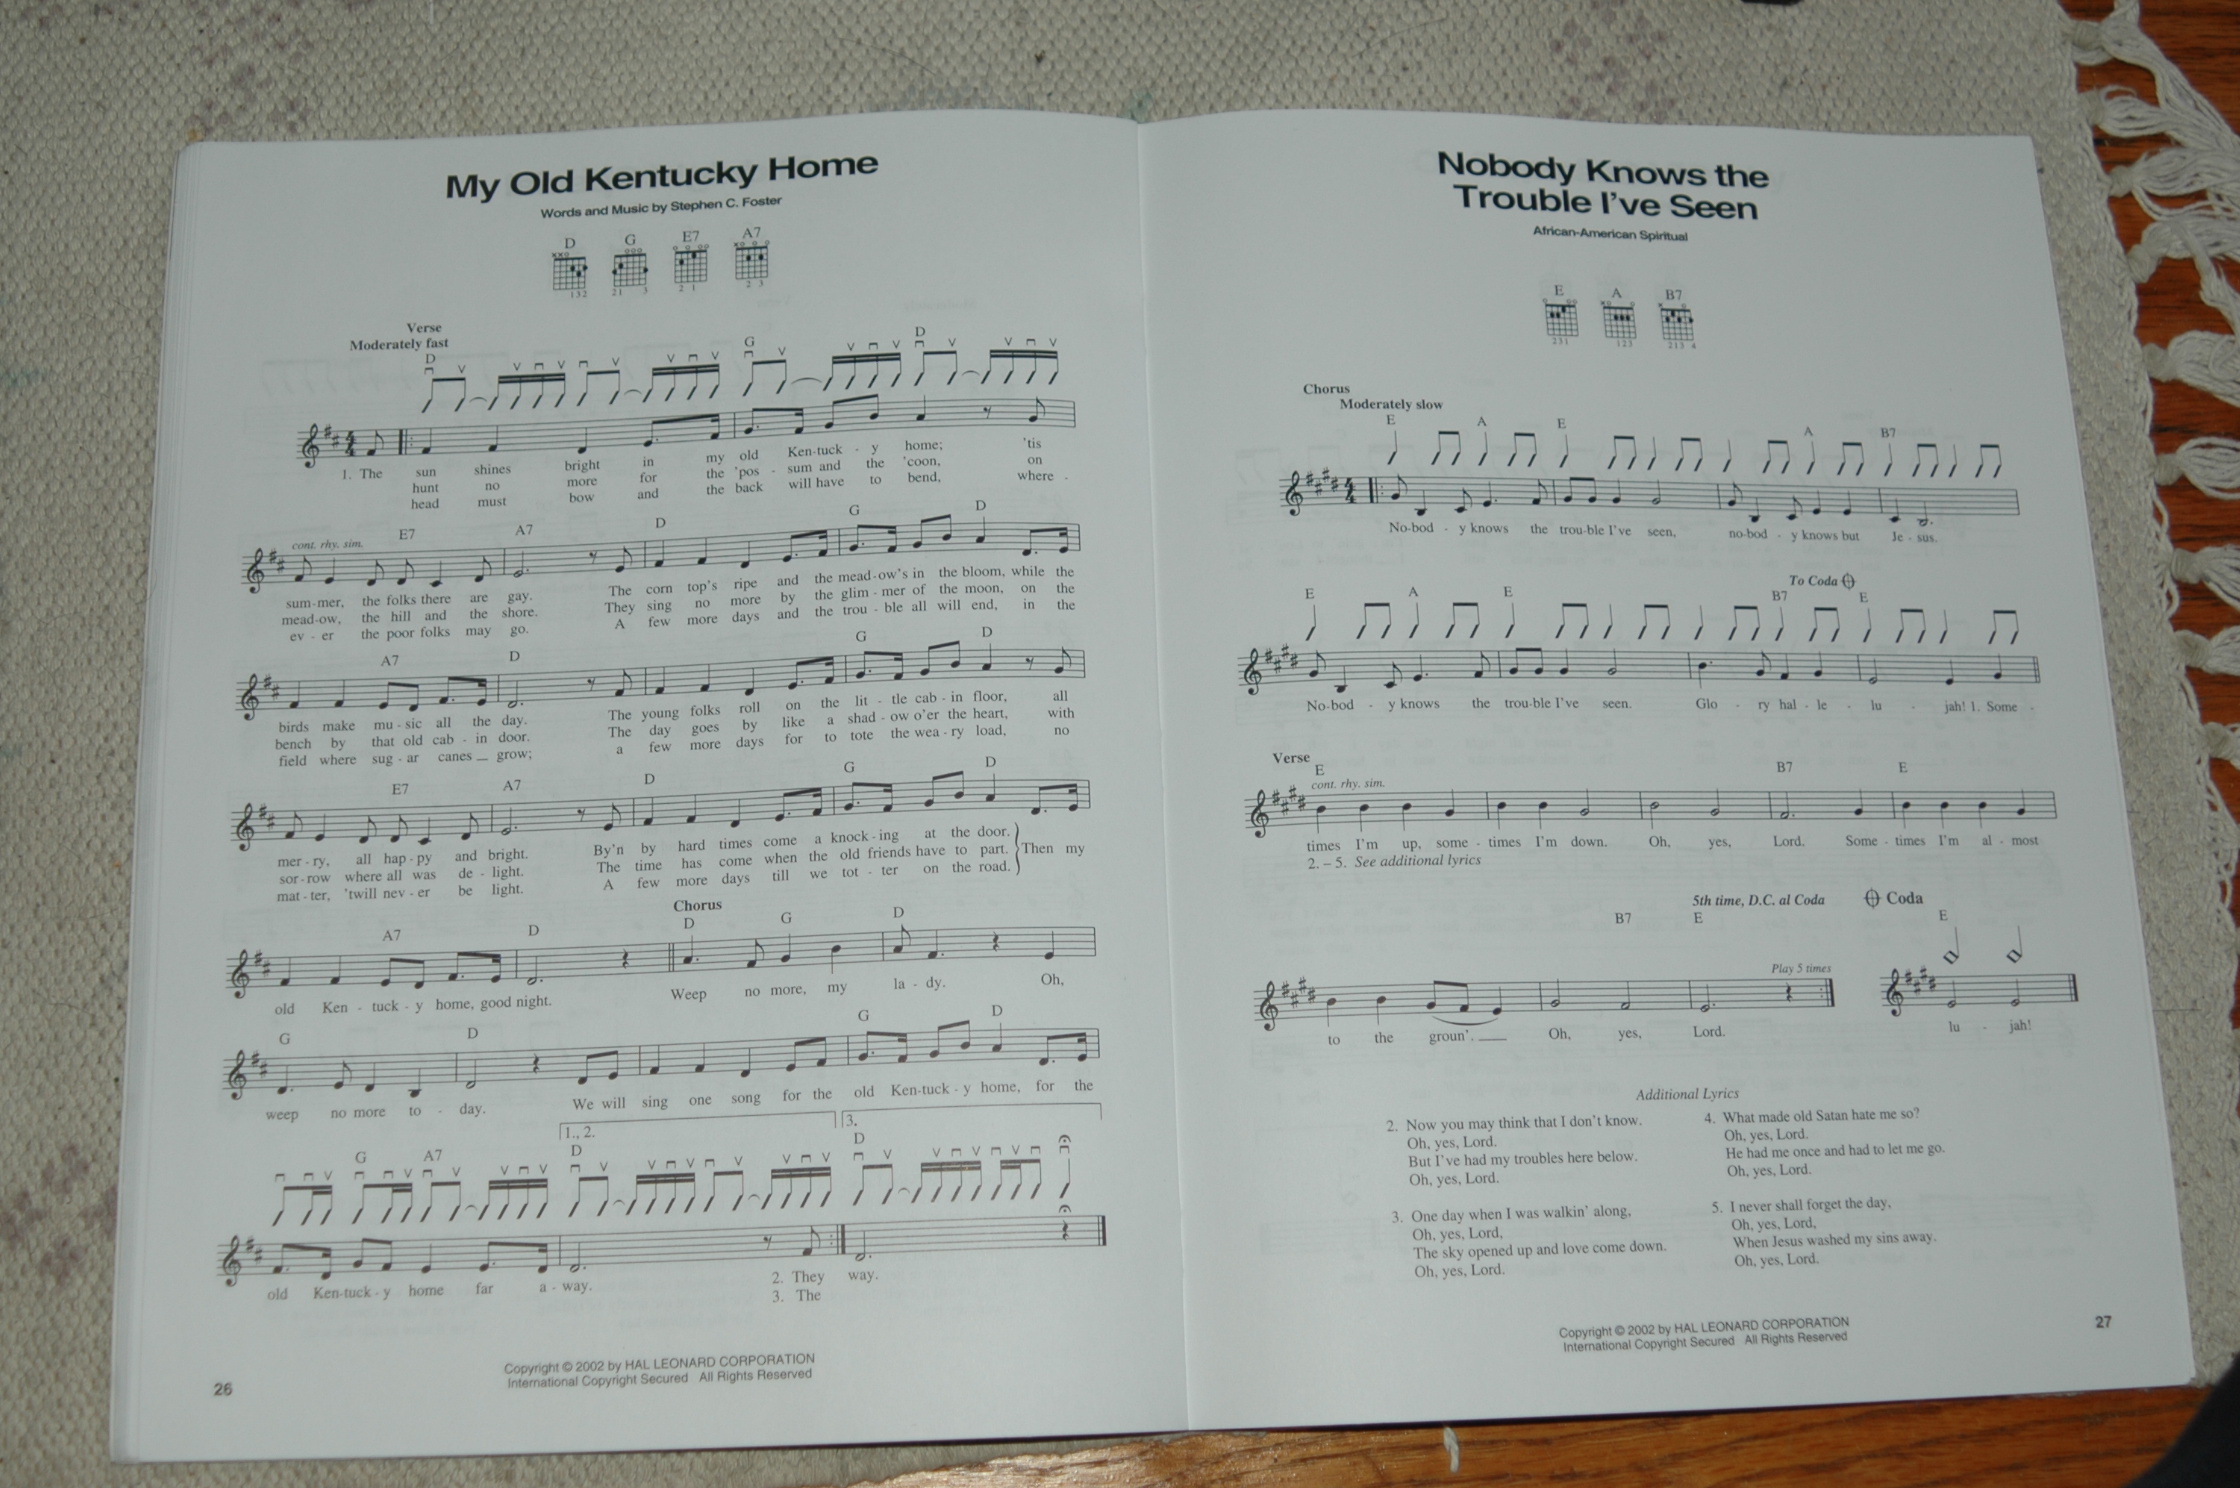 My Old Kentucky Home
Words and Music by Stephen C. Foster
D G E7 A7
132 21 3 2 1 2 3
Verse
Moderately fast
D G D
1. The sun shines bright in my old Ken-tuck - y home; 'tis
hunt no more for the 'pos - sum and the 'coon, on
head must bow and the back will have to bend, where -
cont. rhy. sim. E7 A7 D G D
sum-mer, the folks there are gay. The corn top's ripe and the mead-ow's in the bloom, while the
mead-ow, the hill and the shore. They sing no more by the glim - mer of the moon, on the
ev - er the poor folks may go. A few more days and the trou - ble all will end, in the
A7 D G D
birds make mu - sic all the day. The young folks roll on the lit - tle cab - in floor, all
bench by that old cab - in door. The day goes by like a shad - ow o'er the heart, with
field where sug - ar canes _ grow; a few more days for to tote the wea - ry load, no
E7 A7 D G D
mer - ry, all hap - py and bright. By'n by hard times come a knock - ing at the door.
sor - row where all was de - light. The time has come when the old friends have to part. Then my
mat - ter, 'twill nev - er be light. A few more days till we tot - ter on the road.
Chorus
A7 D D G D
old Ken - tuck - y home, good night. Weep no more, my la - dy. Oh,
G D G D
weep no more to - day. We will sing one song for the old Ken-tuck - y home, for the
1., 2. 3.
G A7 D D
old Ken-tuck - y home far a - way. 2. They way.
3. The
Copyright © 2002 by HAL LEONARD CORPORATION
International Copyright Secured All Rights Reserved
26
Nobody Knows the
Trouble I've Seen
African-American Spiritual
E A B7
231 123 213 4
Chorus
Moderately slow
E A E A B7
No-bod - y knows the trou-ble I've seen, no-bod - y knows but Je - sus.
To Coda
E A E B7 E
No-bod - y knows the trou-ble I've seen. Glo - ry hal - le - lu - jah! 1. Some -
Verse
E B7 E
cont. rhy. sim.
times I'm up, some - times I'm down. Oh, yes, Lord. Some - times I'm al - most
2. – 5. See additional lyrics
5th time, D.C. al Coda Coda
B7 E E
Play 5 times
to the groun'. Oh, yes, Lord. lu - jah!
Additional Lyrics
2. Now you may think that I don't know.
Oh, yes, Lord.
But I've had my troubles here below.
Oh, yes, Lord.
3. One day when I was walkin' along,
Oh, yes, Lord,
The sky opened up and love come down.
Oh, yes, Lord.
4. What made old Satan hate me so?
Oh, yes, Lord.
He had me once and had to let me go.
Oh, yes, Lord.
5. I never shall forget the day,
Oh, yes, Lord,
When Jesus washed my sins away.
Oh, yes, Lord.
Copyright © 2002 by HAL LEONARD CORPORATION
International Copyright Secured All Rights Reserved
27